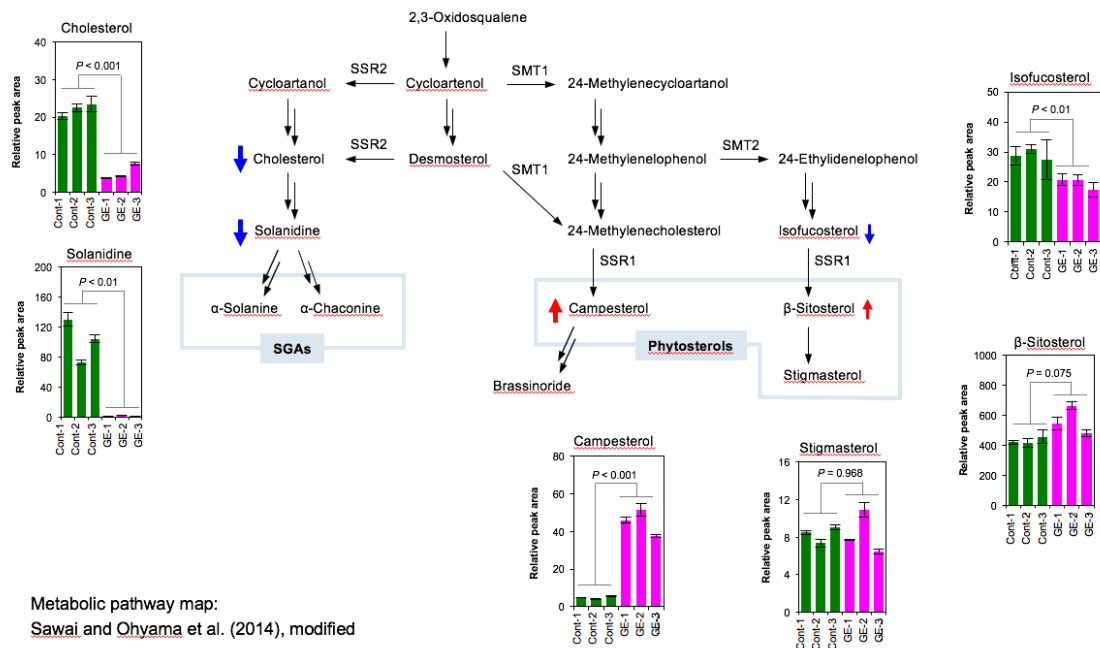 2,3-Oxidosqualene
Cycloartanol
SSR2
Cycloartenol
SMT1
24-Methylenecycloartanol
Cholesterol
SSR2
Desmosterol
SMT1
24-Methylenelophenol
SMT2
24-Ethylidenelophenol
Solanidine
24-Methylenecholesterol
Isofucosterol
SSR1
SSR1
α-Solanine
α-Chaconine
Campesterol
β-Sitosterol
SGAs
Phytosterols
Brassinoride
Stigmasterol
Cholesterol
Relative peak area
40
30
20
10
0
P < 0.001
Cont-1
Cont-2
Cont-3
GE-1
GE-2
GE-3
Solanidine
Relative peak area
200
160
120
80
40
0
P < 0.01
Cont-1
Cont-2
Cont-3
GE-1
GE-2
GE-3
Isofucosterol
Relative peak area
50
40
30
20
10
0
P < 0.01
Cont-2
Cont-3
GE-1
GE-2
GE-3
β-Sitosterol
Relative peak area
1000
800
600
400
200
0
P = 0.075
Cont-1
Cont-2
Cont-3
GE-1
GE-2
GE-3
Campesterol
Relative peak area
80
60
40
20
0
P < 0.001
Cont-1
Cont-2
Cont-3
GE-1
GE-2
GE-3
Stigmasterol
Relative peak area
16
12
8
4
0
P = 0.968
Cont-1
Cont-2
Cont-3
GE-1
GE-2
GE-3
Metabolic pathway map:
Sawai and Ohyama et al. (2014), modified